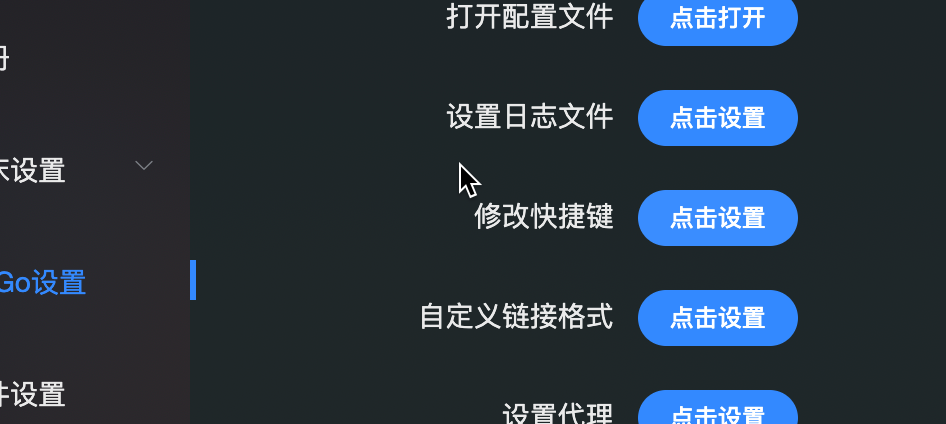 打开配置文件 点击打开
册
设置日志文件 点击设置
床设置
修改快捷键 点击设置
Go设置
自定义链接格式 点击设置
件设置
设置代理 点击设置